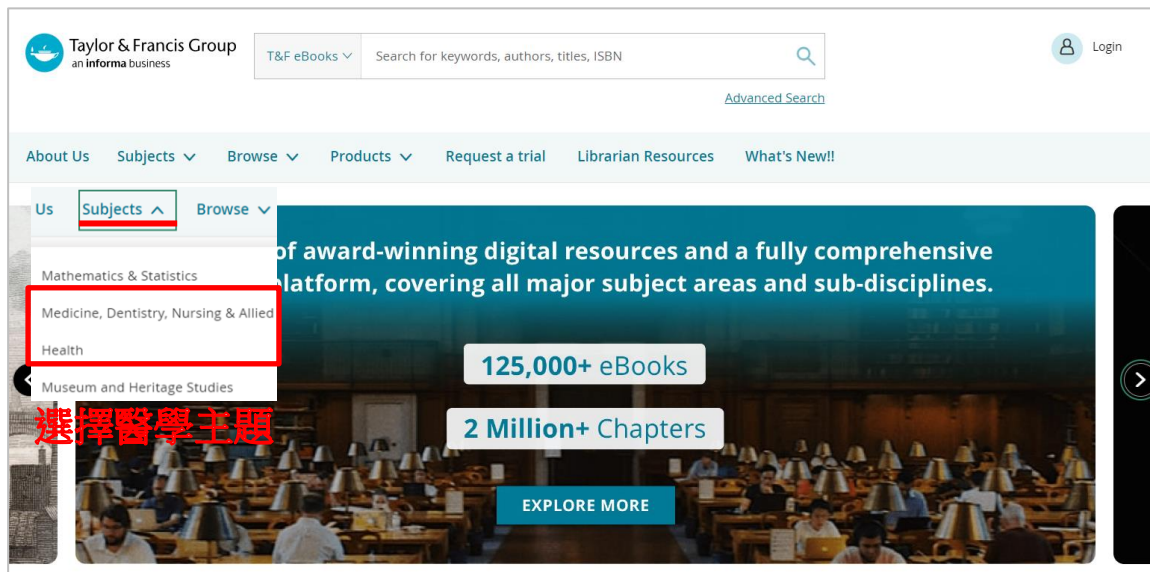 Taylor & Francis Group
an informa business
T&F eBooks
Search for keywords, authors, titles, ISBN
Login
Advanced Search
About Us
Subjects
Browse
Products
Request a trial
Librarian Resources
What's New!!
Us
Subjects
Browse
Mathematics & Statistics
Medicine, Dentistry, Nursing & Allied
Health
Museum and Heritage Studies
選擇醫學主題
of award-winning digital resources and a fully comprehensive
platform, covering all major subject areas and sub-disciplines.
125,000+ eBooks
2 Million+ Chapters
EXPLORE MORE